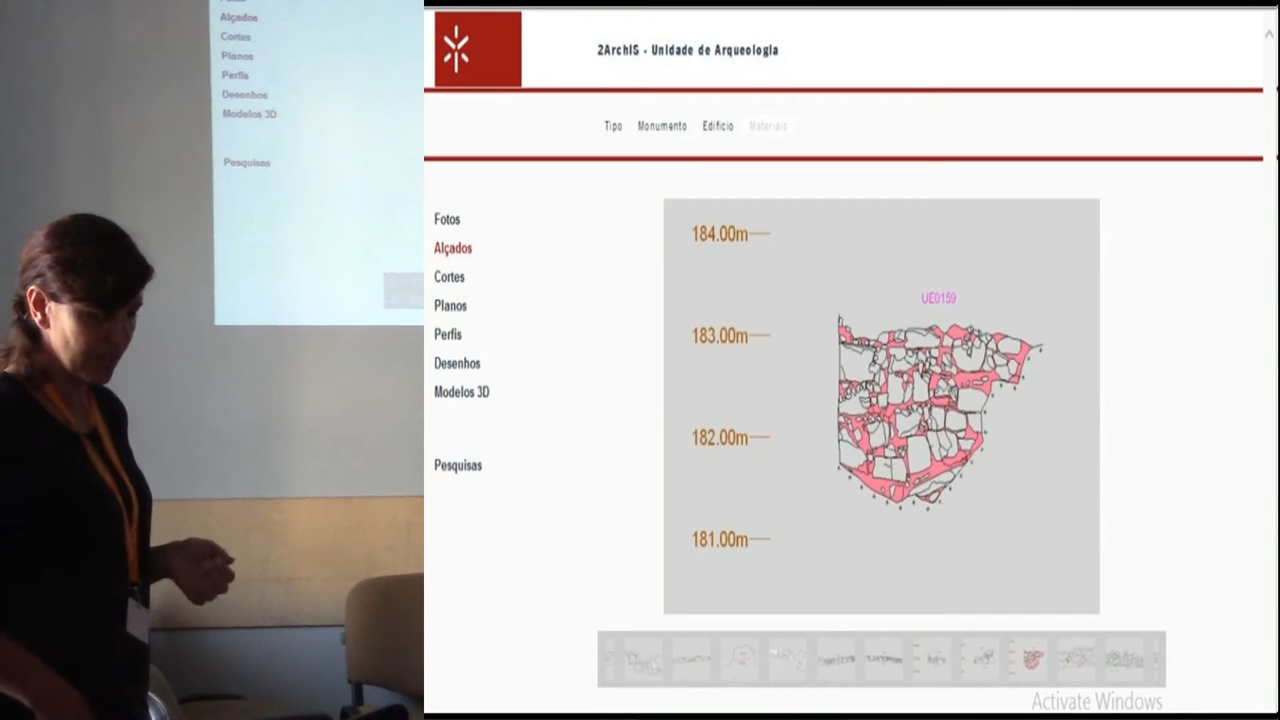 Alçados
Cortes
Planos
Perfis
Desenhos
Modelos 3D
Pesquisas
2ArchIS - Unidade de Arqueologia
Tipo Monumento Edifício Materiais
Fotos
Alçados
Cortes
Planos
Perfis
Desenhos
Modelos 3D
Pesquisas
184.00m
UE0159
183.00m
182.00m
181.00m
Activate Windows